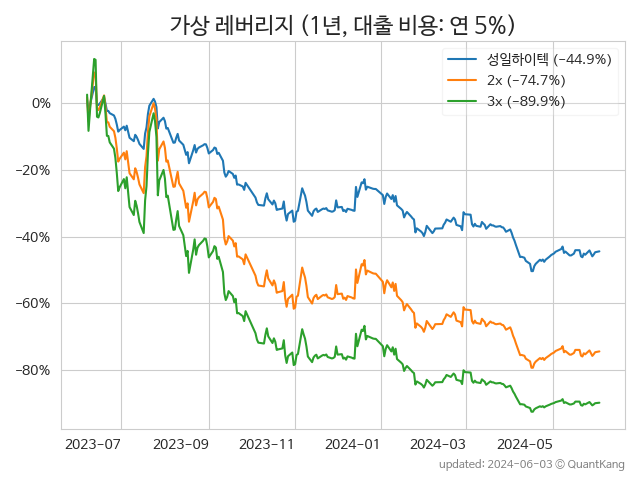 가상 레버리지 (1년, 대출 비용: 연 5%)
성일하이텍 (−44.9%)
2x (−74.7%)
3x (−89.9%)
0%
−20%
−40%
−60%
−80%
2023-07 2023-09 2023-11 2024-01 2024-03 2024-05
updated: 2024-06-03 © QuantKang